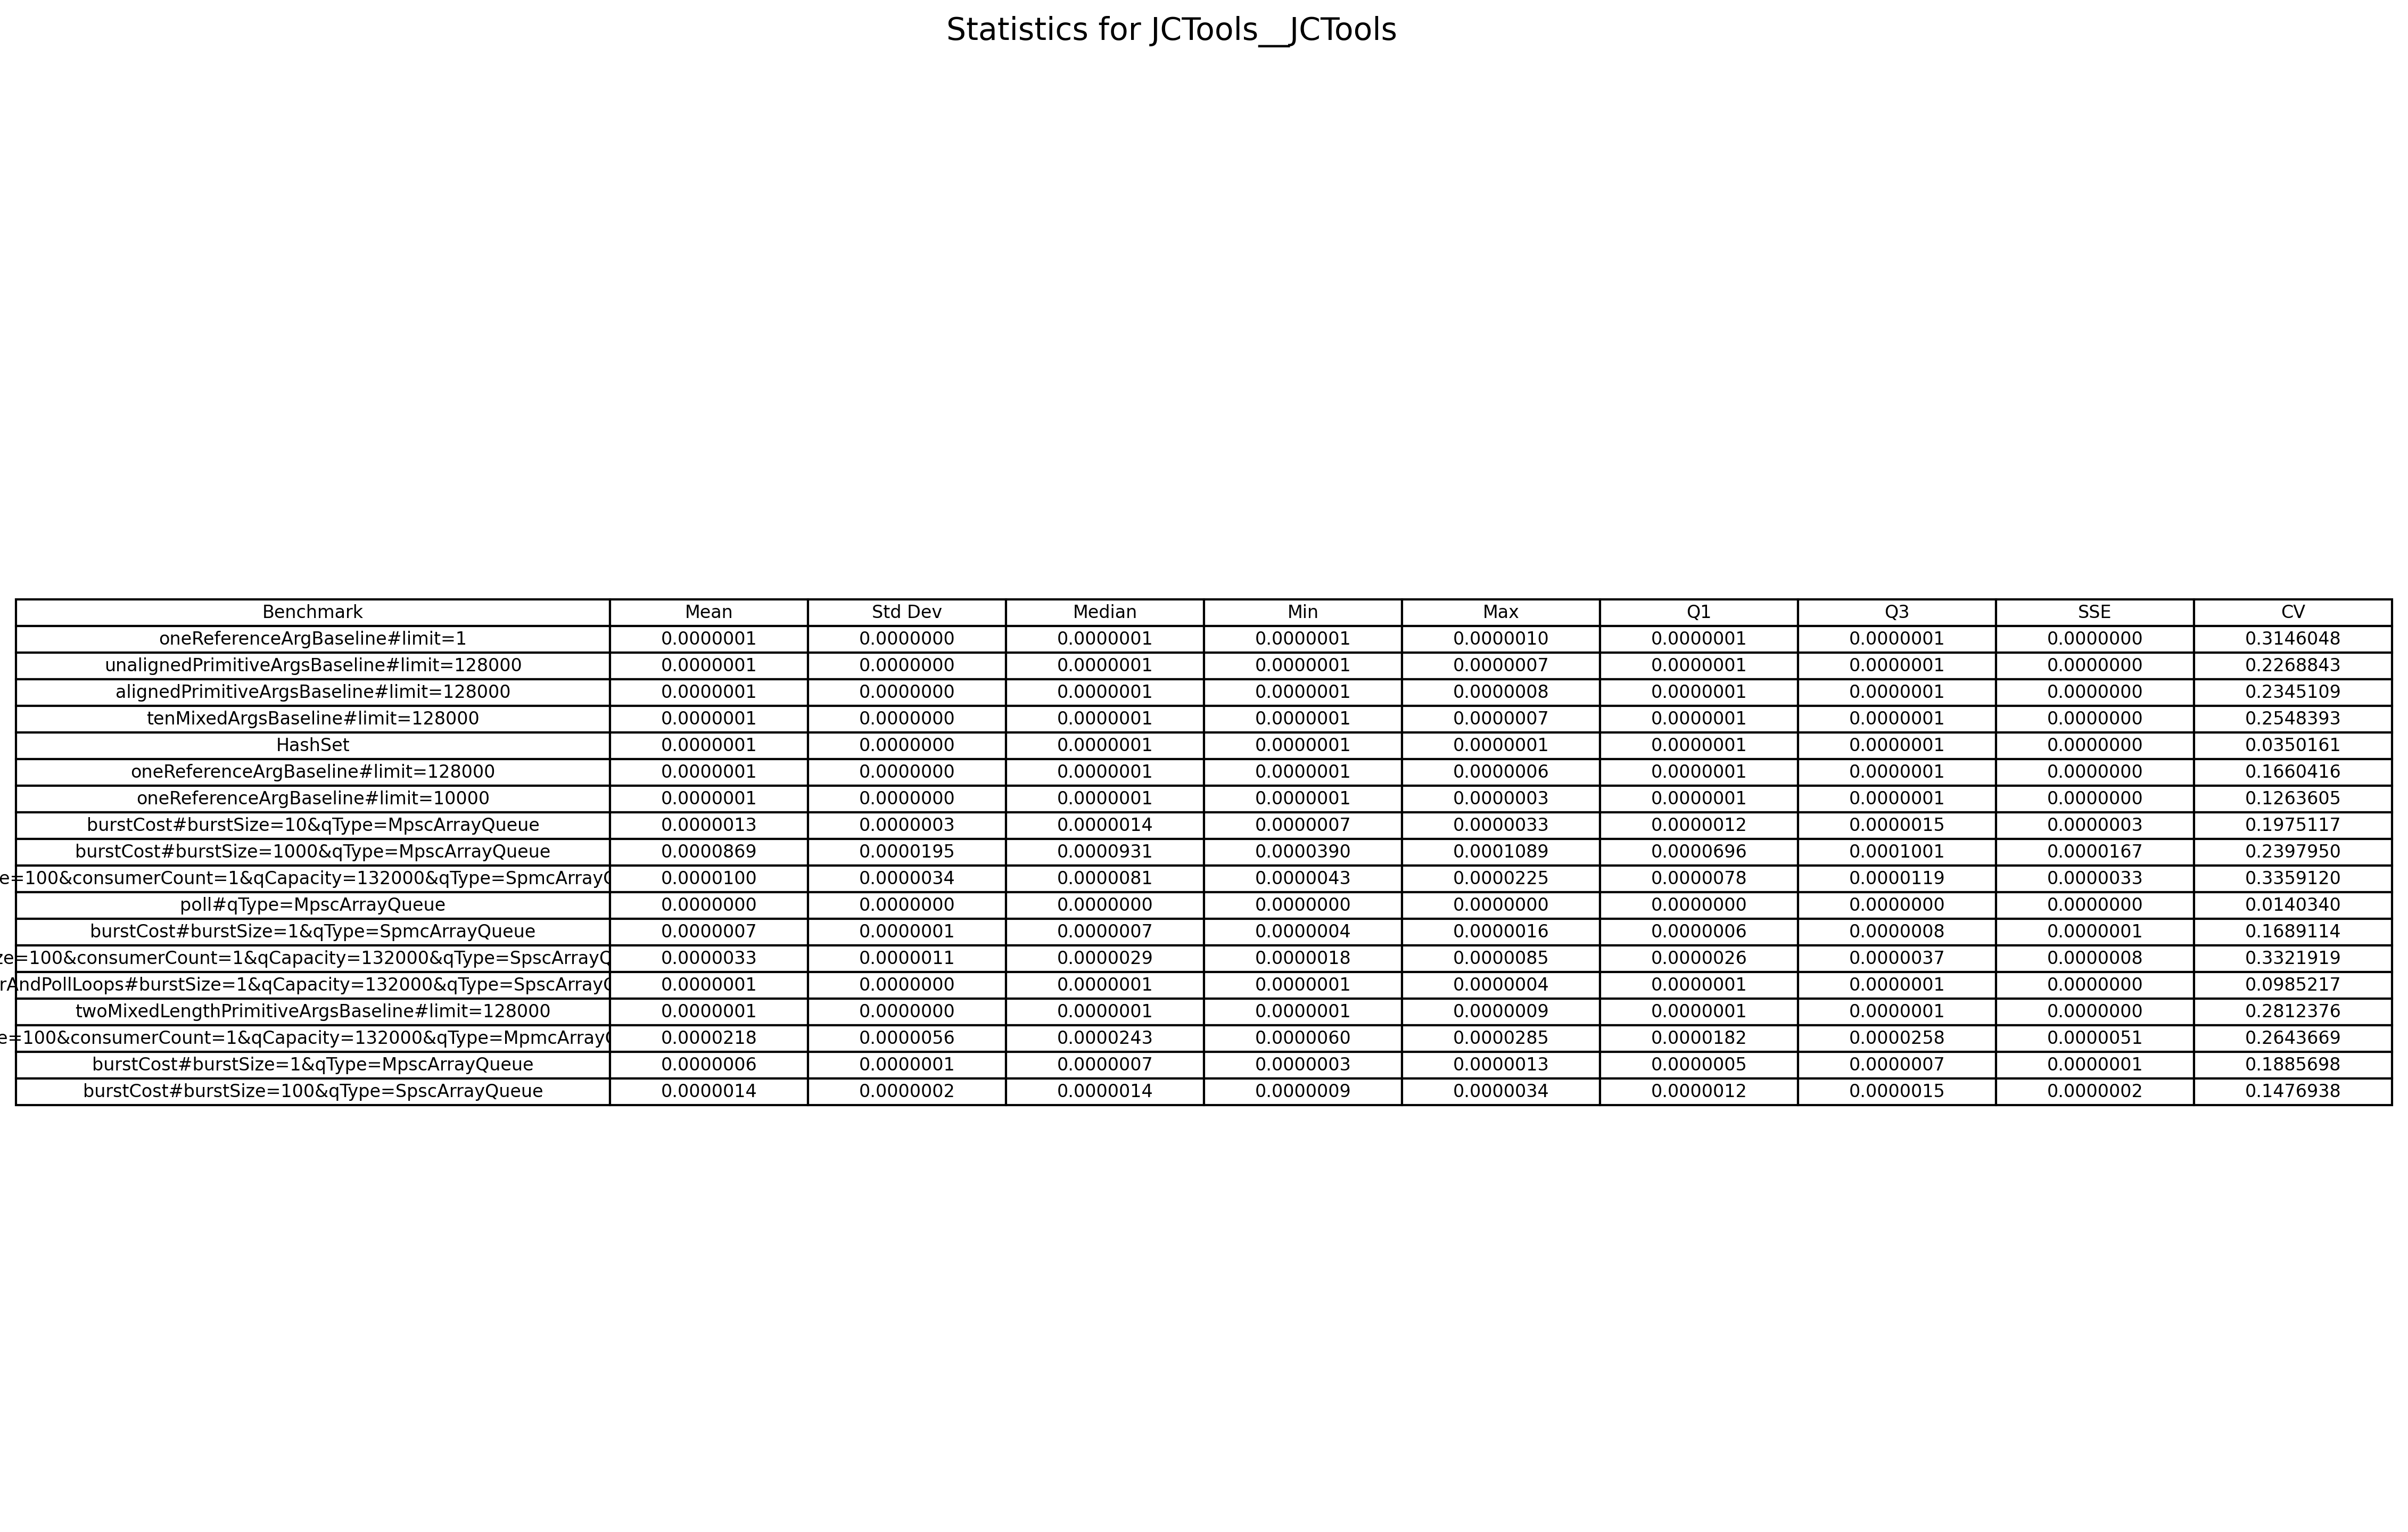 Statistics for JCTools__JCTools
Benchmark Mean Std Dev Median Min Max Q1 Q3 SSE CV
oneReferenceArgBaseline#limit=1 0.0000001 0.0000000 0.0000001 0.0000001 0.0000010 0.0000001 0.0000001 0.0000000 0.3146048
unalignedPrimitiveArgsBaseline#limit=128000 0.0000001 0.0000000 0.0000001 0.0000001 0.0000007 0.0000001 0.0000001 0.0000000 0.2268843
alignedPrimitiveArgsBaseline#limit=128000 0.0000001 0.0000000 0.0000001 0.0000001 0.0000008 0.0000001 0.0000001 0.0000000 0.2345109
tenMixedArgsBaseline#limit=128000 0.0000001 0.0000000 0.0000001 0.0000001 0.0000007 0.0000001 0.0000001 0.0000000 0.2548393
HashSet 0.0000001 0.0000000 0.0000001 0.0000001 0.0000001 0.0000001 0.0000001 0.0000000 0.0350161
oneReferenceArgBaseline#limit=128000 0.0000001 0.0000000 0.0000001 0.0000001 0.0000006 0.0000001 0.0000001 0.0000000 0.1660416
oneReferenceArgBaseline#limit=10000 0.0000001 0.0000000 0.0000001 0.0000001 0.0000003 0.0000001 0.0000001 0.0000000 0.1263605
burstCost#burstSize=10&qType=MpscArrayQueue 0.0000013 0.0000003 0.0000014 0.0000007 0.0000033 0.0000012 0.0000015 0.0000003 0.1975117
burstCost#burstSize=1000&qType=MpscArrayQueue 0.0000869 0.0000195 0.0000931 0.0000390 0.0001089 0.0000696 0.0001001 0.0000167 0.2397950
e=100&consumerCount=1&qCapacity=132000&qType=SpmcArrayQ 0.0000100 0.0000034 0.0000081 0.0000043 0.0000225 0.0000078 0.0000119 0.0000033 0.3359120
poll#qType=MpscArrayQueue 0.0000000 0.0000000 0.0000000 0.0000000 0.0000000 0.0000000 0.0000000 0.0000000 0.0140340
burstCost#burstSize=1&qType=SpmcArrayQueue 0.0000007 0.0000001 0.0000007 0.0000004 0.0000016 0.0000006 0.0000008 0.0000001 0.1689114
ze=100&consumerCount=1&qCapacity=132000&qType=SpscArrayQ 0.0000033 0.0000011 0.0000029 0.0000018 0.0000085 0.0000026 0.0000037 0.0000008 0.3321919
rAndPollLoops#burstSize=1&qCapacity=132000&qType=SpscArrayQ 0.0000001 0.0000000 0.0000001 0.0000001 0.0000004 0.0000001 0.0000001 0.0000000 0.0985217
twoMixedLengthPrimitiveArgsBaseline#limit=128000 0.0000001 0.0000000 0.0000001 0.0000001 0.0000009 0.0000001 0.0000001 0.0000000 0.2812376
e=100&consumerCount=1&qCapacity=132000&qType=MpmcArrayQ 0.0000218 0.0000056 0.0000243 0.0000060 0.0000285 0.0000182 0.0000258 0.0000051 0.2643669
burstCost#burstSize=1&qType=MpscArrayQueue 0.0000006 0.0000001 0.0000007 0.0000003 0.0000013 0.0000005 0.0000007 0.0000001 0.1885698
burstCost#burstSize=100&qType=SpscArrayQueue 0.0000014 0.0000002 0.0000014 0.0000009 0.0000034 0.0000012 0.0000015 0.0000002 0.1476938